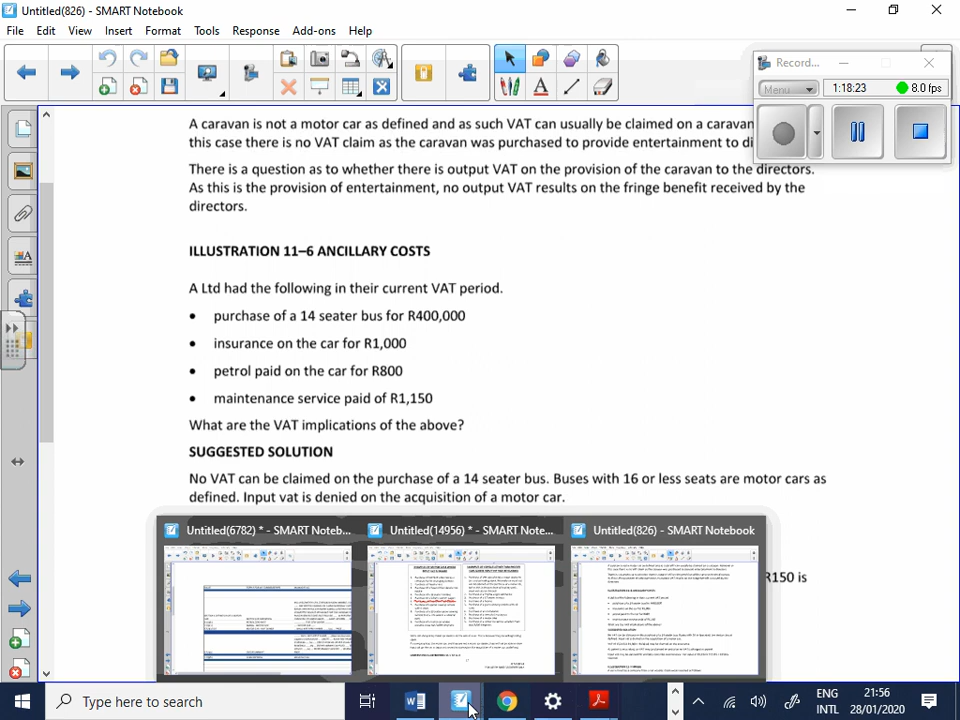 Untitled(826) - SMART Notebook
File Edit View Insert Format Tools Response Add-ons Help
Record...
Menu
1:18:23
8.0 fps
A caravan is not a motor car as defined and as such VAT can usually be claimed on a caravan
this case there is no VAT claim as the caravan was purchased to provide entertainment to di
There is a question as to whether there is output VAT on the provision of the caravan to the directors.
As this is the provision of entertainment, no output VAT results on the fringe benefit received by the
directors.
ILLUSTRATION 11–6 ANCILLARY COSTS
A Ltd had the following in their current VAT period.
• purchase of a 14 seater bus for R400,000
• insurance on the car for R1,000
• petrol paid on the car for R800
• maintenance service paid of R1,150
What are the VAT implications of the above?
SUGGESTED SOLUTION
No VAT can be claimed on the purchase of a 14 seater bus. Buses with 16 or less seats are motor cars as
defined. Input vat is denied on the acquisition of a motor car.
Untitled(6782) * - SMART Noteb...
Untitled(14956) * - SMART Note...
Untitled(826) - SMART Notebook
R150 is
Type here to search
ENG
INTL
21:56
28/01/2020